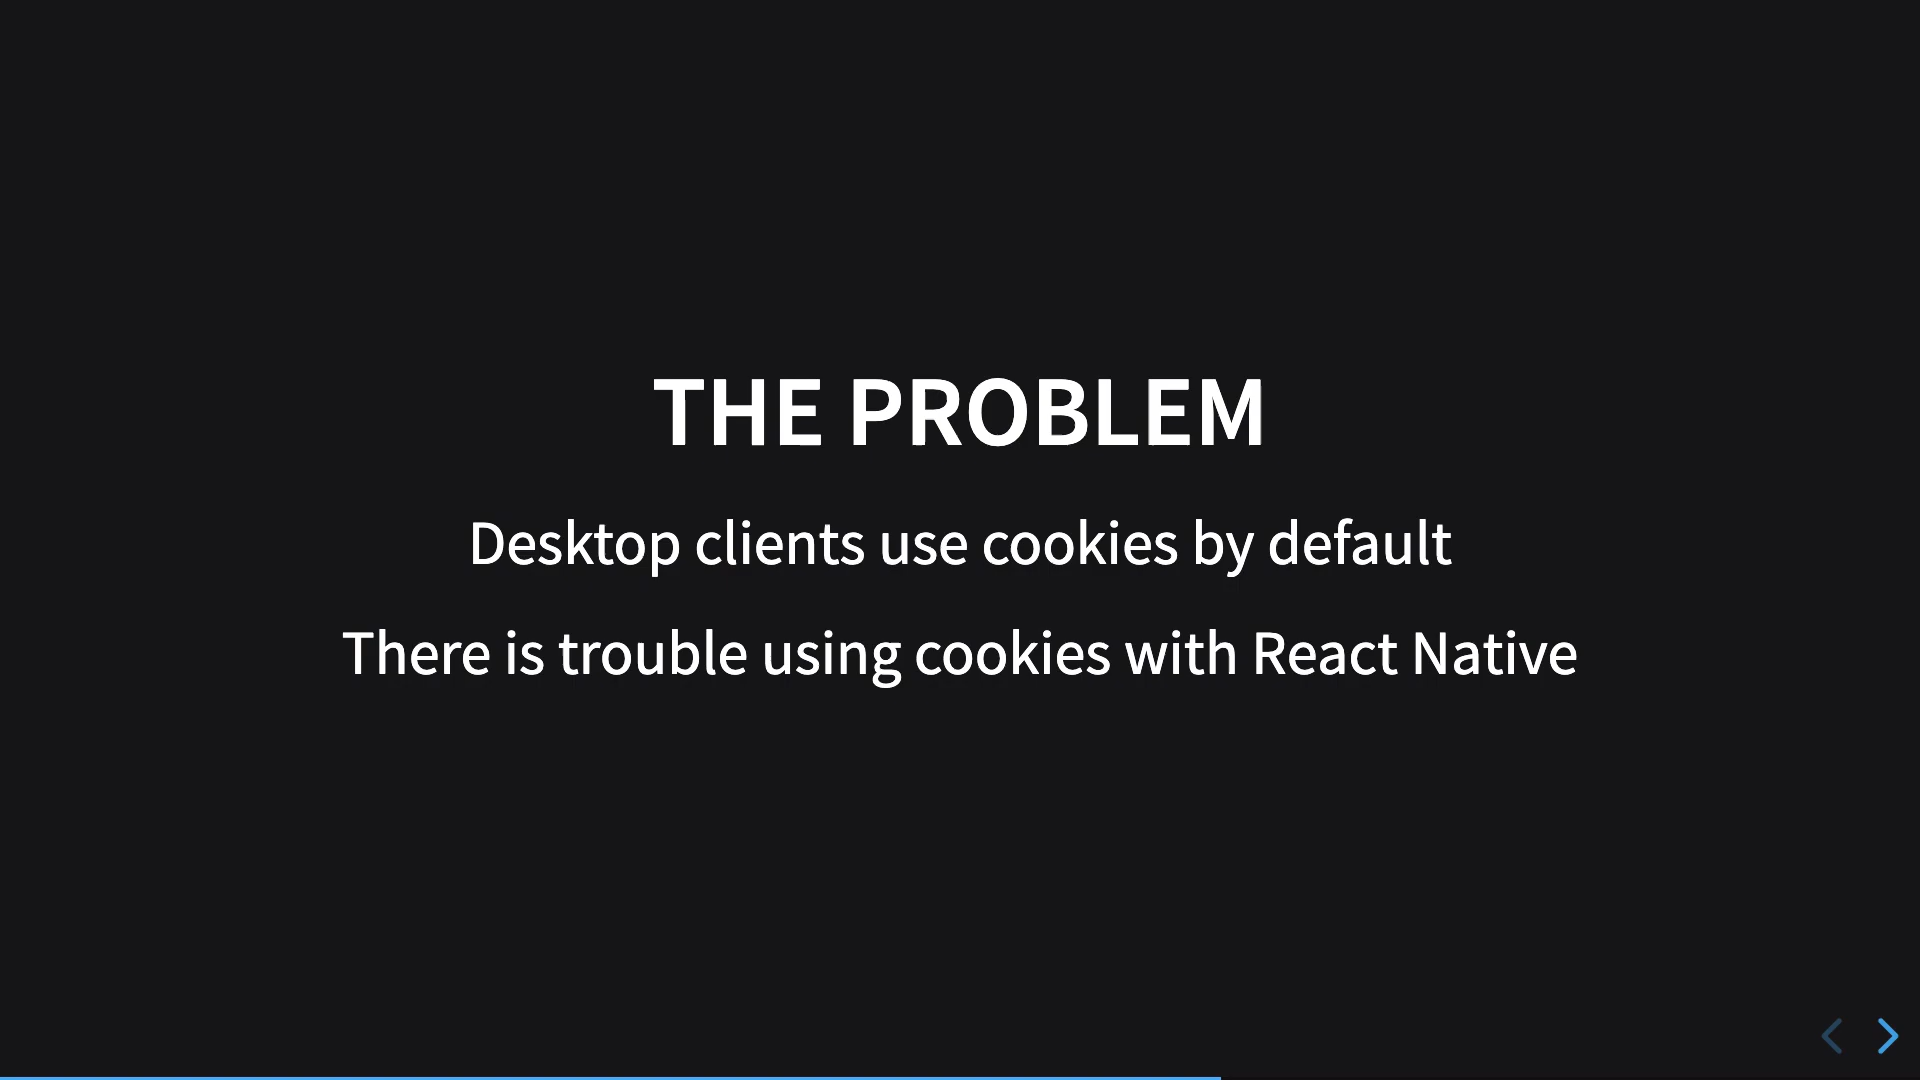 THE PROBLEM
Desktop clients use cookies by default
There is trouble using cookies with React Native